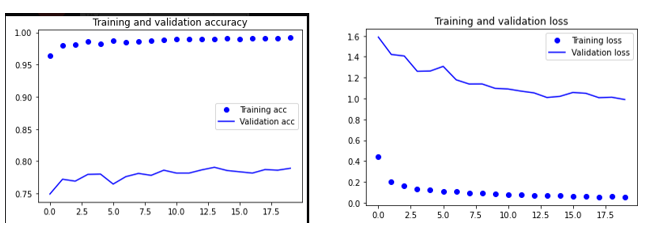 Training and validation accuracy
1.00
0.95
0.90
0.85
0.80
0.75
Training acc
Validation acc
0.0 2.5 5.0 7.5 10.0 12.5 15.0 17.5
Training and validation loss
1.6
1.4
1.2
1.0
0.8
0.6
0.4
0.2
0.0
Training loss
Validation loss
0.0 2.5 5.0 7.5 10.0 12.5 15.0 17.5